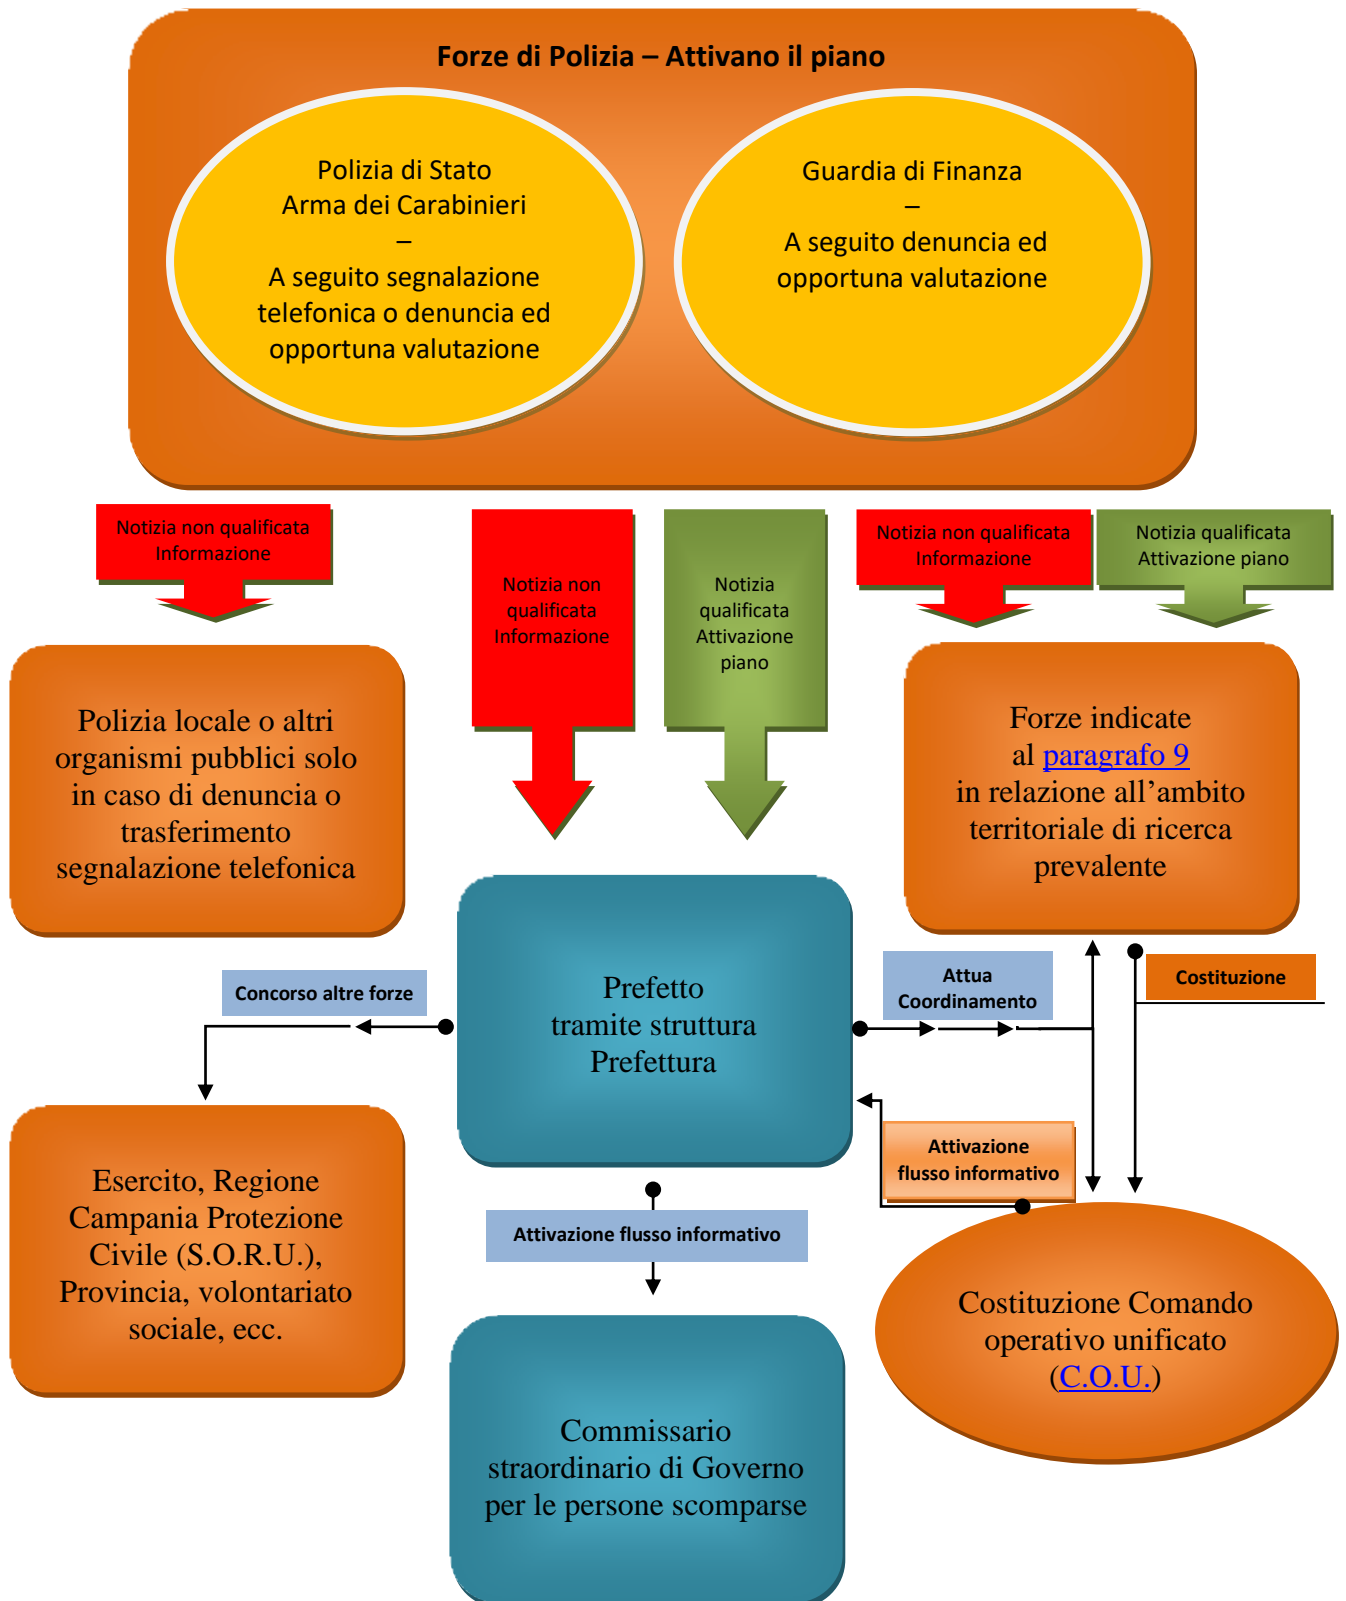 Forze di Polizia – Attivano il piano
Polizia di Stato
Arma dei Carabinieri
–
A seguito segnalazione
telefonica o denuncia ed
opportuna valutazione
Guardia di Finanza
–
A seguito denuncia ed
opportuna valutazione
Notizia non qualificata
Informazione
Notizia non
qualificata
Informazione
Notizia
qualificata
Attivazione
piano
Notizia non qualificata
Informazione
Notizia qualificata
Attivazione piano
Polizia locale o altri
organismi pubblici solo
in caso di denuncia o
trasferimento
segnalazione telefonica
Forze indicate
al paragrafo 9
in relazione all’ambito
territoriale di ricerca
prevalente
Concorso altre forze
Prefetto
tramite struttura
Prefettura
Attua
Coordinamento
Costituzione
Attivazione
flusso informativo
Esercito, Regione
Campania Protezione
Civile (S.O.R.U.),
Provincia, volontariato
sociale, ecc.
Attivazione flusso informativo
Costituzione Comando
operativo unificato
(C.O.U.)
Commissario
straordinario di Governo
per le persone scomparse